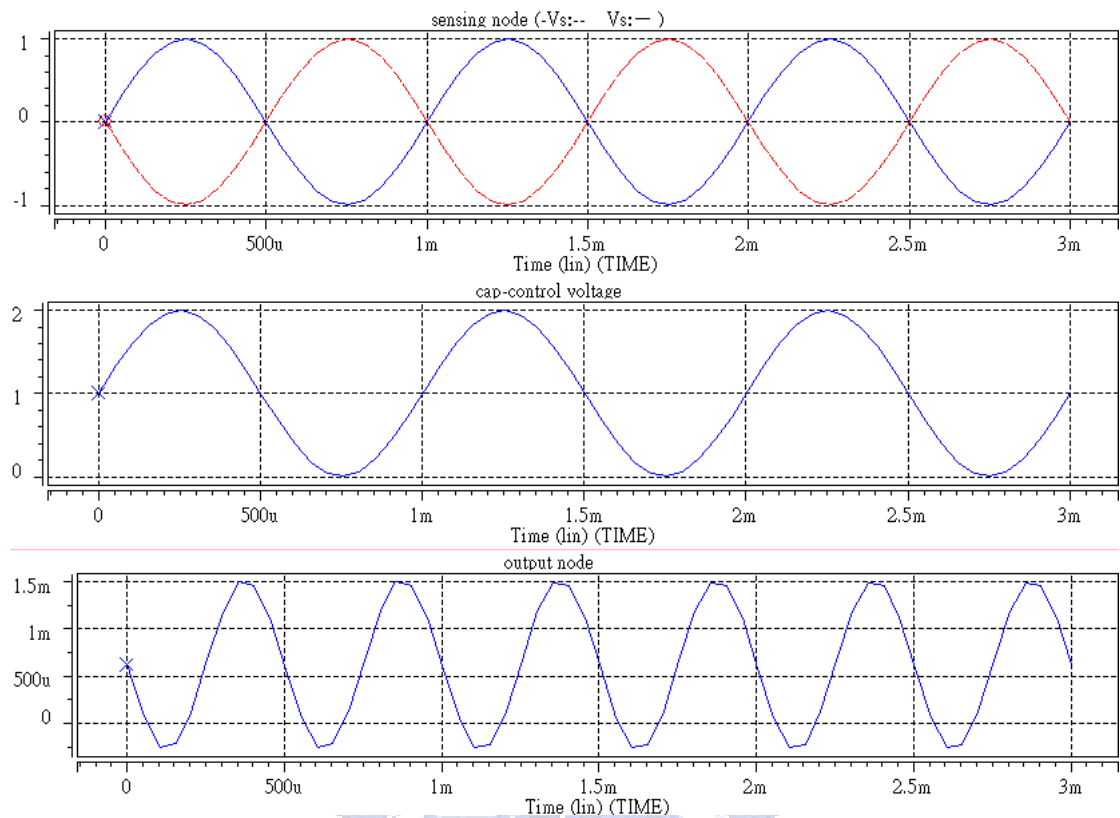 sensing node (-Vs:-- Vs:— )
1
0
-1
0 500u 1m 1.5m 2m 2.5m 3m
Time (lin) (TIME)
cap-control voltage
2
1
0
0 500u 1m 1.5m 2m 2.5m 3m
Time (lin) (TIME)
output node
1.5m
1m
500u
0
0 500u 1m 1.5m 2m 2.5m 3m
Time (lin) (TIME)